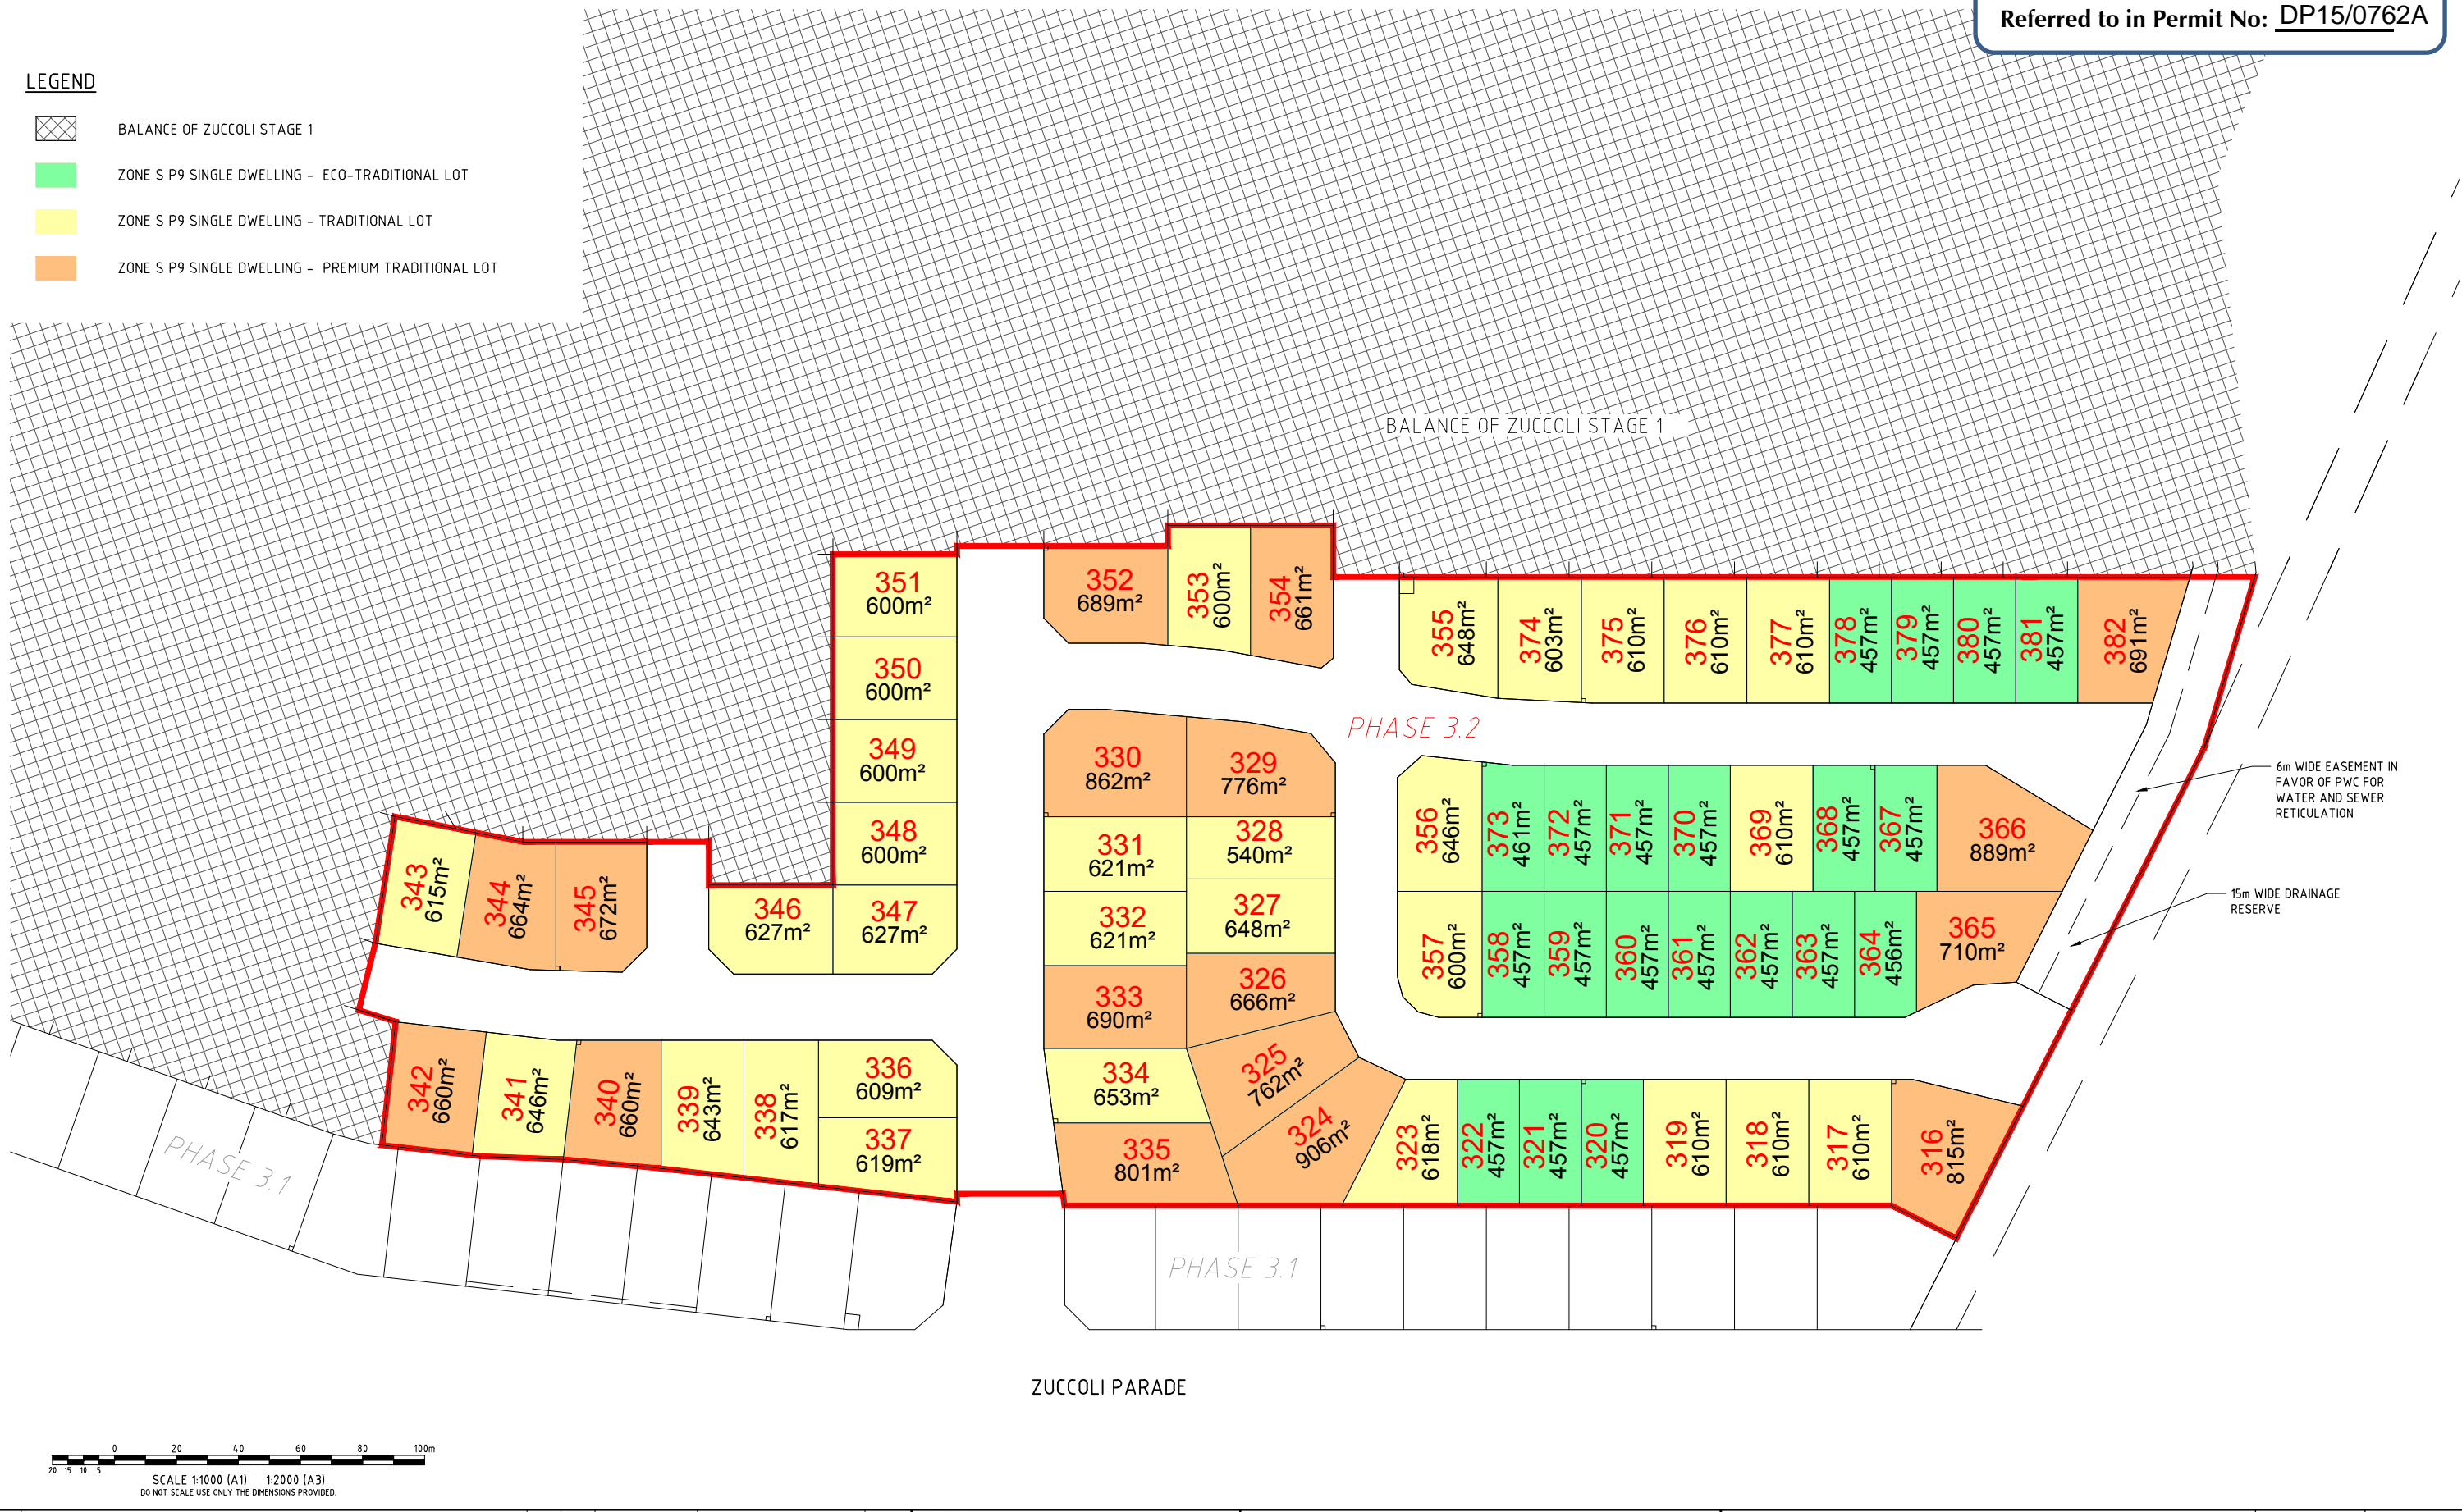 Referred to in Permit No: DP15/0762A
LEGEND
BALANCE OF ZUCCOLI STAGE 1
ZONE S P9 SINGLE DWELLING - ECO-TRADITIONAL LOT
ZONE S P9 SINGLE DWELLING - TRADITIONAL LOT
ZONE S P9 SINGLE DWELLING - PREMIUM TRADITIONAL LOT
BALANCE OF ZUCCOLI STAGE 1
351
600m²
350
600m²
349
600m²
348
600m²
347
627m²
346
627m²
352
689m²
353
600m²
354
661m²
355
648m²
374
603m²
375
610m²
376
610m²
377
610m²
378
457m²
379
457m²
380
457m²
381
457m²
382
691m²
PHASE 3.2
330
862m²
329
776m²
331
621m²
328
540m²
332
621m²
327
648m²
333
690m²
326
666m²
334
653m²
325
762m²
335
801m²
324
906m²
356
646m²
373
461m²
372
457m²
371
457m²
370
457m²
369
610m²
368
457m²
367
457m²
366
889m²
357
600m²
358
457m²
359
457m²
360
457m²
361
457m²
362
457m²
363
457m²
364
456m²
365
710m²
6m WIDE EASEMENT IN
FAVOR OF PWC FOR
WATER AND SEWER
RETICULATION
15m WIDE DRAINAGE
RESERVE
343
615m²
344
664m²
345
672m²
342
660m²
341
646m²
340
660m²
339
643m²
338
617m²
336
609m²
337
619m²
323
618m²
322
457m²
321
457m²
320
457m²
319
610m²
318
610m²
317
610m²
316
815m²
PHASE 3.1
PHASE 3.1
ZUCCOLI PARADE
0 20 40 60 80 100m
20 15 10 5
SCALE 1:1000 (A1) 1:2000 (A3)
DO NOT SCALE USE ONLY THE DIMENSIONS PROVIDED.